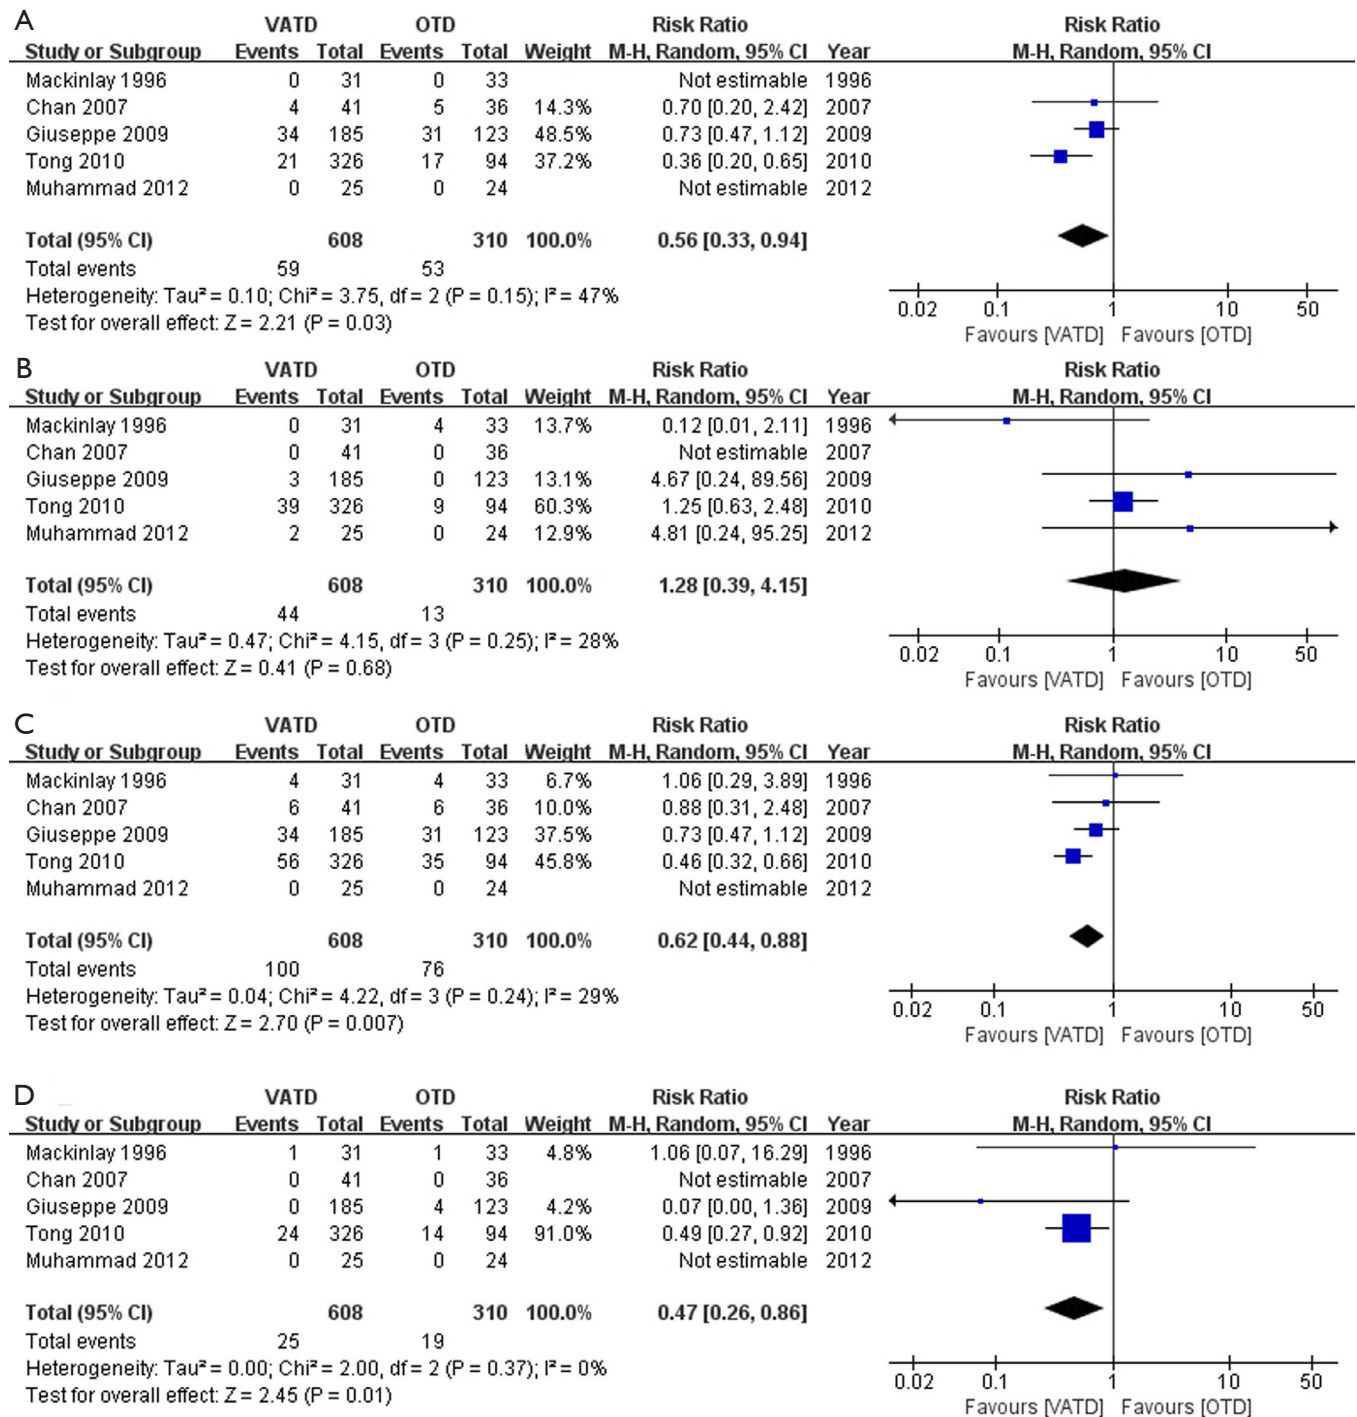 A
VATD OTD Risk Ratio Risk Ratio
Study or Subgroup Events Total Events Total Weight M-H, Random, 95% CI Year M-H, Random, 95% CI
Mackinlay 1996 0 31 0 33 Not estimable 1996
Chan 2007 4 41 5 36 14.3% 0.70 [0.20, 2.42] 2007
Giuseppe 2009 34 185 31 123 48.5% 0.73 [0.47, 1.12] 2009
Tong 2010 21 326 17 94 37.2% 0.36 [0.20, 0.65] 2010
Muhammad 2012 0 25 0 24 Not estimable 2012
Total (95% CI) 608 310 100.0% 0.56 [0.33, 0.94]
Total events 59 53
Heterogeneity: Tau² = 0.10; Chi² = 3.75, df = 2 (P = 0.15); I² = 47%
Test for overall effect: Z = 2.21 (P = 0.03)
0.02 0.1 1 10 50
Favours [VATD] Favours [OTD]
B
VATD OTD Risk Ratio Risk Ratio
Study or Subgroup Events Total Events Total Weight M-H, Random, 95% CI Year M-H, Random, 95% CI
Mackinlay 1996 0 31 4 33 13.7% 0.12 [0.01, 2.11] 1996
Chan 2007 0 41 0 36 Not estimable 2007
Giuseppe 2009 3 185 0 123 13.1% 4.67 [0.24, 89.56] 2009
Tong 2010 39 326 9 94 60.3% 1.25 [0.63, 2.48] 2010
Muhammad 2012 2 25 0 24 12.9% 4.81 [0.24, 95.25] 2012
Total (95% CI) 608 310 100.0% 1.28 [0.39, 4.15]
Total events 44 13
Heterogeneity: Tau² = 0.47; Chi² = 4.15, df = 3 (P = 0.25); I² = 28%
Test for overall effect: Z = 0.41 (P = 0.68)
0.02 0.1 1 10 50
Favours [VATD] Favours [OTD]
C
VATD OTD Risk Ratio Risk Ratio
Study or Subgroup Events Total Events Total Weight M-H, Random, 95% CI Year M-H, Random, 95% CI
Mackinlay 1996 4 31 4 33 6.7% 1.06 [0.29, 3.89] 1996
Chan 2007 6 41 6 36 10.0% 0.88 [0.31, 2.48] 2007
Giuseppe 2009 34 185 31 123 37.5% 0.73 [0.47, 1.12] 2009
Tong 2010 56 326 35 94 45.8% 0.46 [0.32, 0.66] 2010
Muhammad 2012 0 25 0 24 Not estimable 2012
Total (95% CI) 608 310 100.0% 0.62 [0.44, 0.88]
Total events 100 76
Heterogeneity: Tau² = 0.04; Chi² = 4.22, df = 3 (P = 0.24); I² = 29%
Test for overall effect: Z = 2.70 (P = 0.007)
0.02 0.1 1 10 50
Favours [VATD] Favours [OTD]
D
VATD OTD Risk Ratio Risk Ratio
Study or Subgroup Events Total Events Total Weight M-H, Random, 95% CI Year M-H, Random, 95% CI
Mackinlay 1996 1 31 1 33 4.8% 1.06 [0.07, 16.29] 1996
Chan 2007 0 41 0 36 Not estimable 2007
Giuseppe 2009 0 185 4 123 4.2% 0.07 [0.00, 1.36] 2009
Tong 2010 24 326 14 94 91.0% 0.49 [0.27, 0.92] 2010
Muhammad 2012 0 25 0 24 Not estimable 2012
Total (95% CI) 608 310 100.0% 0.47 [0.26, 0.86]
Total events 25 19
Heterogeneity: Tau² = 0.00; Chi² = 2.00, df = 2 (P = 0.37); I² = 0%
Test for overall effect: Z = 2.45 (P = 0.01)
0.02 0.1 1 10 50
Favours [VATD] Favours [OTD]